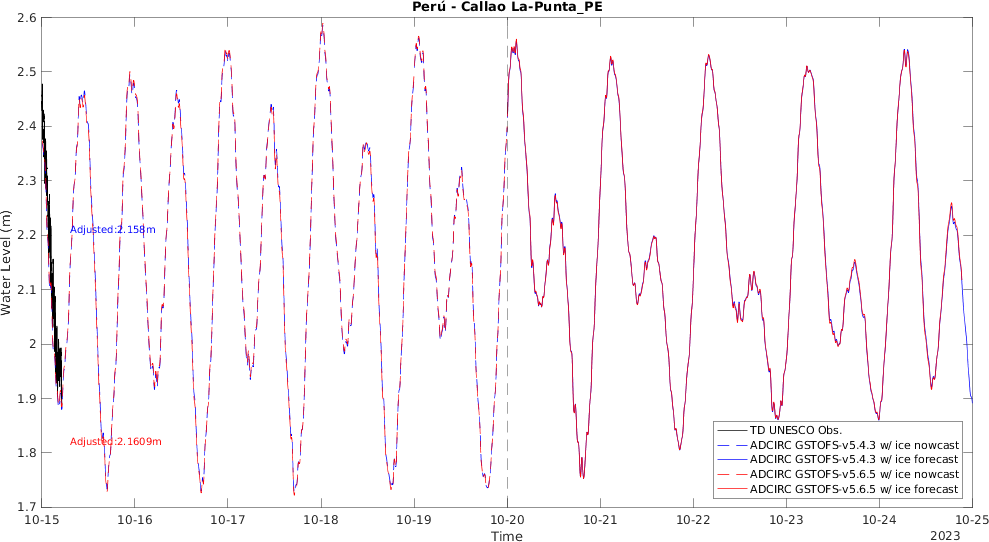 Perú - Callao La-Punta_PE
2.6
2.5
2.4
2.3
2.2
2.1
2
1.9
1.8
1.7
Water Level (m)
Adjusted:2.158m
Adjusted:2.1609m
TD UNESCO Obs.
ADCIRC GSTOFS-v5.4.3 w/ ice nowcast
ADCIRC GSTOFS-v5.4.3 w/ ice forecast
ADCIRC GSTOFS-v5.6.5 w/ ice nowcast
ADCIRC GSTOFS-v5.6.5 w/ ice forecast
10-15 10-16 10-17 10-18 10-19 10-20 10-21 10-22 10-23 10-24 10-25
Time
2023